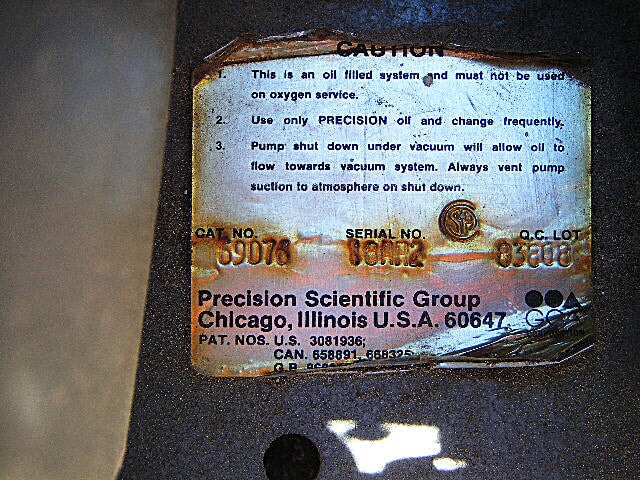 CAUTION
1. This is an oil filled system and must not be used
on oxygen service.
2. Use only PRECISION oil and change frequently.
3. Pump shut down under vacuum will allow oil to
flow towards vacuum system. Always vent pump
suction to atmosphere on shut down.
CAT. NO. SERIAL NO. Q.C. LOT
69076
Precision Scientific Group
Chicago, Illinois U.S.A. 60647
PAT. NOS. U.S. 3081936;
CAN. 658891, 668325